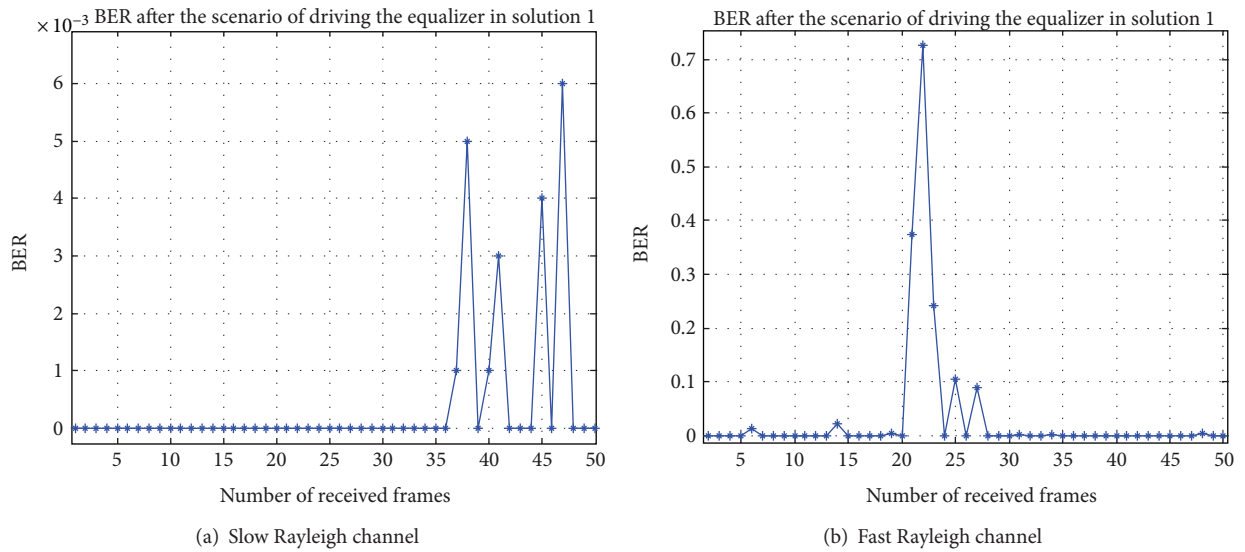 BER after the scenario of driving the equalizer in solution 1
× 10⁻³
6
5
4
3
2
1
0
BER
5 10 15 20 25 30 35 40 45 50
Number of received frames
(a) Slow Rayleigh channel
BER after the scenario of driving the equalizer in solution 1
0.7
0.6
0.5
0.4
0.3
0.2
0.1
0
BER
5 10 15 20 25 30 35 40 45 50
Number of received frames
(b) Fast Rayleigh channel